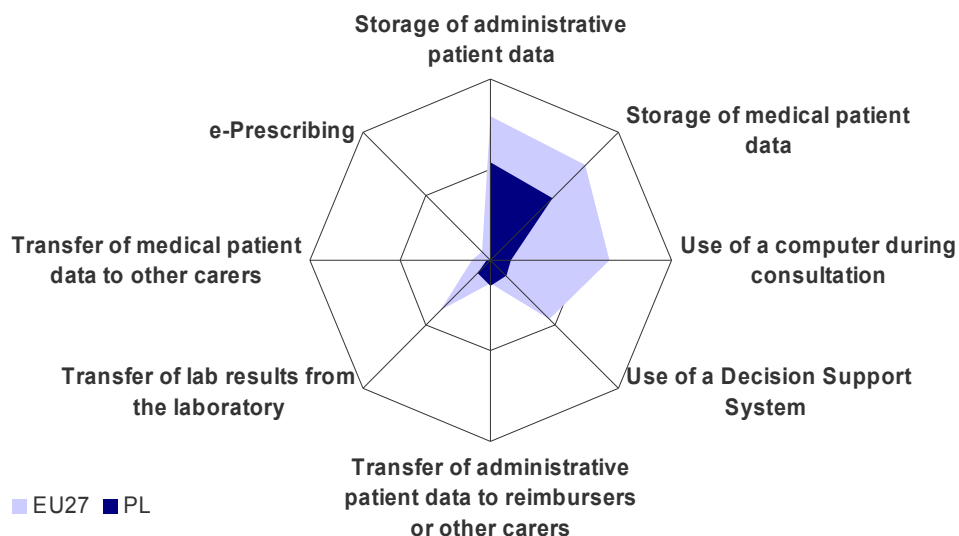 Storage of administrative
patient data
Storage of medical patient
data
Use of a computer during
consultation
Use of a Decision Support
System
Transfer of administrative
patient data to reimbursers
or other carers
Transfer of lab results from
the laboratory
Transfer of medical patient
data to other carers
e-Prescribing
EU27 PL